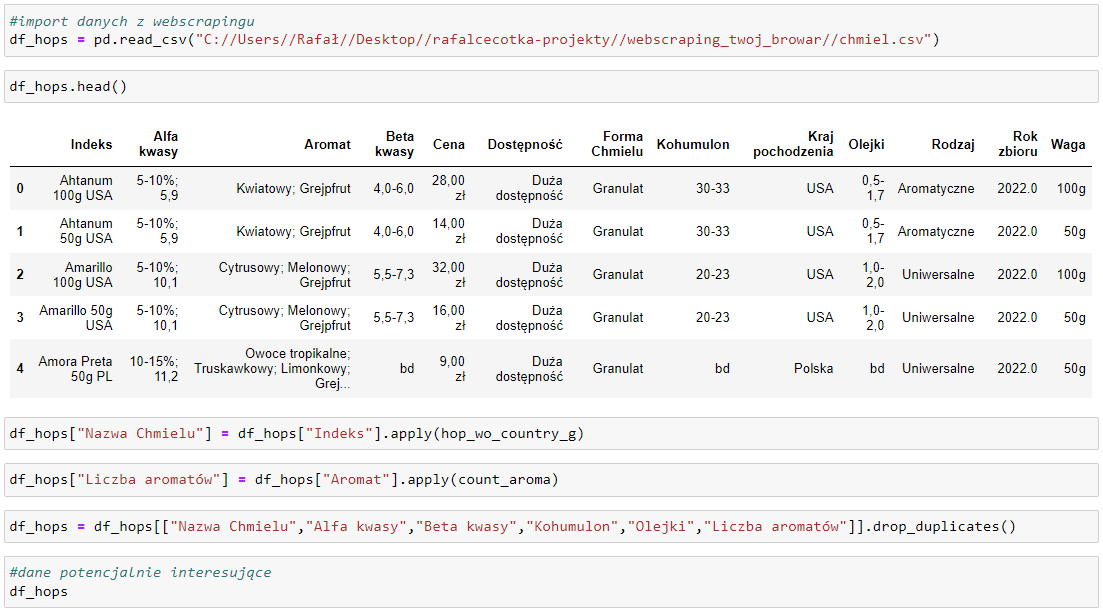 #import danych z webscrapingu
df_hops = pd.read_csv("C://Users//Rafał//Desktop//rafalcecotka-projekty//webscraping_twoj_browar//chmiel.csv")
df_hops.head()
Indeks Alfa kwasy Aromat Beta kwasy Cena Dostępność Forma Chmielu Kohumulon Kraj pochodzenia Olejki Rodzaj Rok zbioru Waga
0 Ahtanum 100g USA 5-10%; 5,9 Kwiatowy; Grejpfrut 4,0-6,0 28,00 zł Duża dostępność Granulat 30-33 USA 0,5-1,7 Aromatyczne 2022.0 100g
1 Ahtanum 50g USA 5-10%; 5,9 Kwiatowy; Grejpfrut 4,0-6,0 14,00 zł Duża dostępność Granulat 30-33 USA 0,5-1,7 Aromatyczne 2022.0 50g
2 Amarillo 100g USA 5-10%; 10,1 Cytrusowy; Melonowy; Grejpfrut 5,5-7,3 32,00 zł Duża dostępność Granulat 20-23 USA 1,0-2,0 Uniwersalne 2022.0 100g
3 Amarillo 50g USA 5-10%; 10,1 Cytrusowy; Melonowy; Grejpfrut 5,5-7,3 16,00 zł Duża dostępność Granulat 20-23 USA 1,0-2,0 Uniwersalne 2022.0 50g
4 Amora Preta 50g PL 10-15%; 11,2 Owoce tropikalne; Truskawkowy; Limonkowy; Grej... bd 9,00 zł Duża dostępność Granulat bd Polska bd Uniwersalne 2022.0 50g
df_hops["Nazwa Chmielu"] = df_hops["Indeks"].apply(hop_wo_country_g)
df_hops["Liczba aromatów"] = df_hops["Aromat"].apply(count_aroma)
df_hops = df_hops[["Nazwa Chmielu","Alfa kwasy","Beta kwasy","Kohumulon","Olejki","Liczba aromatów"]].drop_duplicates()
#dane potencjalnie interesujące
df_hops